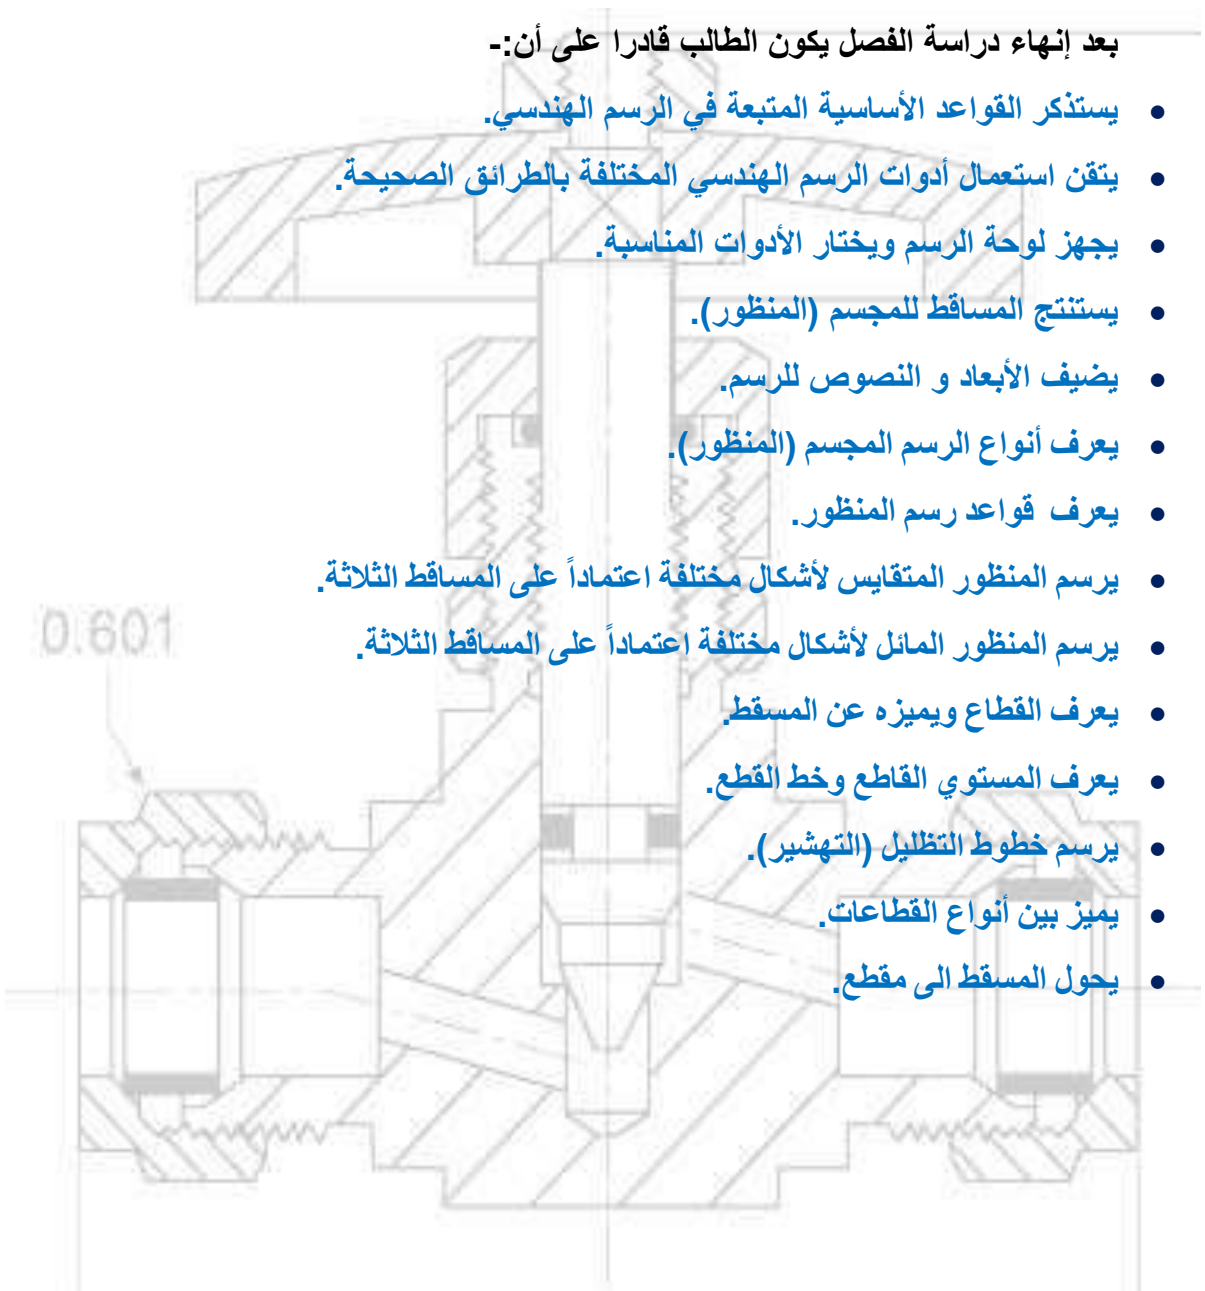 بعد إنهاء دراسة الفصل يكون الطالب قادرا على أن:-
• يستذكر القواعد الأساسية المتبعة في الرسم الهندسي.
• يتقن استعمال أدوات الرسم الهندسي المختلفة بالطرائق الصحيحة.
• يجهز لوحة الرسم ويختار الأدوات المناسبة.
• يستنتج المساقط للمجسم (المنظور).
• يضيف الأبعاد و النصوص للرسم.
• يعرف أنواع الرسم المجسم (المنظور).
• يعرف قواعد رسم المنظور.
• يرسم المنظور المتقايس لأشكال مختلفة اعتماداً على المساقط الثلاثة.
0.601
• يرسم المنظور المائل لأشكال مختلفة اعتماداً على المساقط الثلاثة.
• يعرف القطاع ويميزه عن المسقط.
• يعرف المستوي القاطع وخط القطع.
• يرسم خطوط التظليل (التهشير).
• يميز بين أنواع القطاعات.
• يحول المسقط الى مقطع.